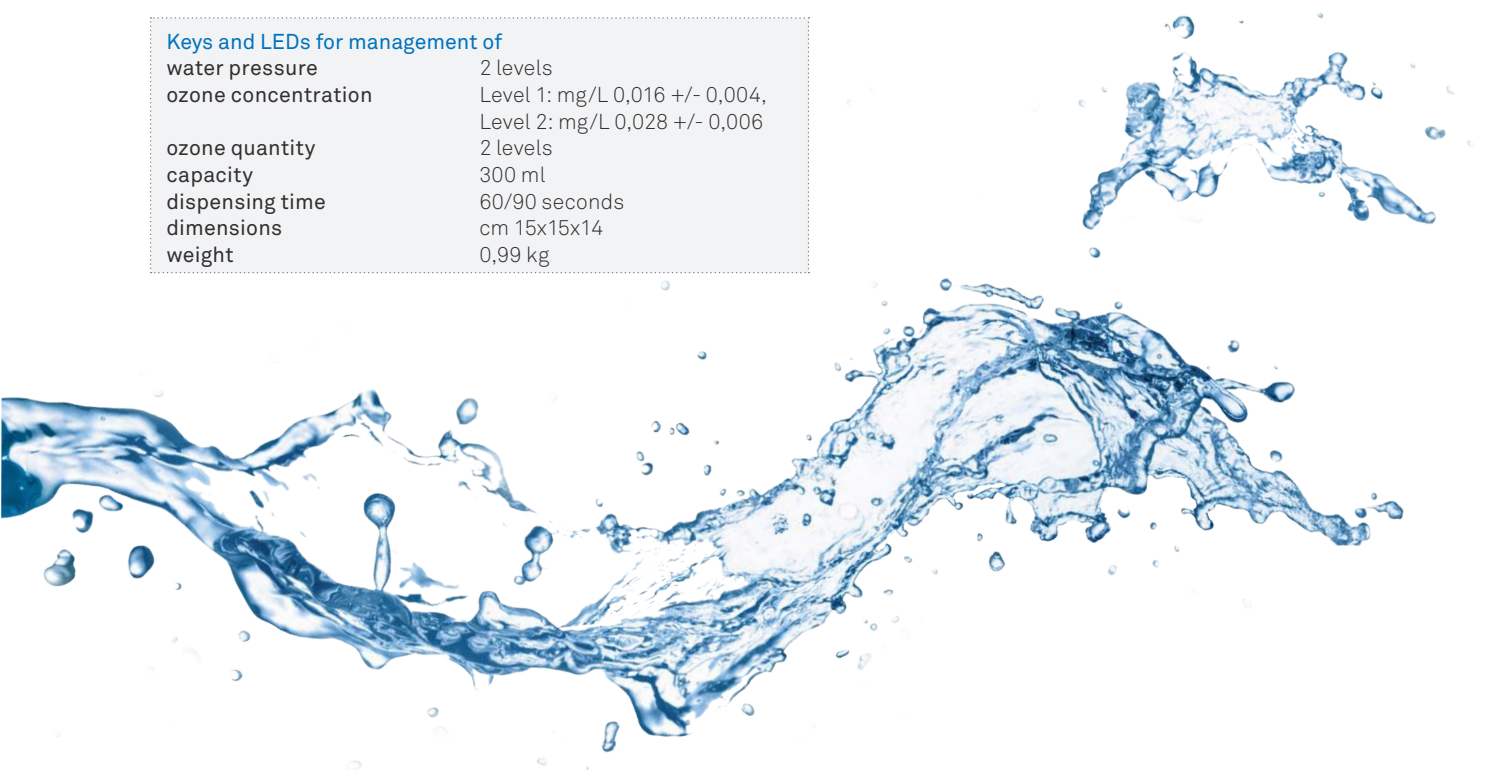 Keys and LEDs for management of
water pressure 2 levels
ozone concentration Level 1: mg/L 0,016 +/- 0,004,
Level 2: mg/L 0,028 +/- 0,006
ozone quantity 2 levels
capacity 300 ml
dispensing time 60/90 seconds
dimensions cm 15x15x14
weight 0,99 kg